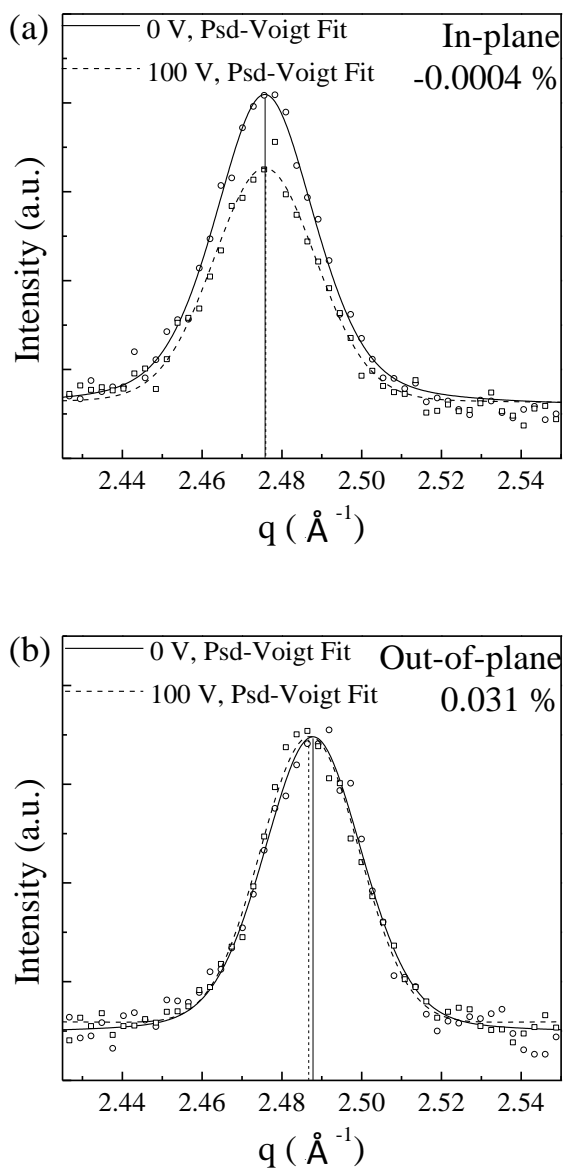 (a)
0 V, Psd-Voigt Fit
In-plane
100 V, Psd-Voigt Fit
-0.0004 %
Intensity (a.u.)
2.44 2.46 2.48 2.50 2.52 2.54
q ( Å -1)
(b)
0 V, Psd-Voigt Fit
Out-of-plane
100 V, Psd-Voigt Fit
0.031 %
Intensity (a.u.)
2.44 2.46 2.48 2.50 2.52 2.54
q ( Å -1)